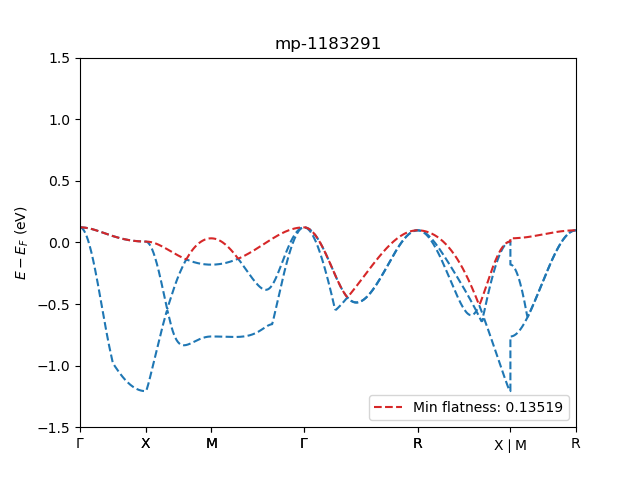 mp-1183291
E − E_F (eV)
1.5
1.0
0.5
0.0
−0.5
−1.0
−1.5
Min flatness: 0.13519
Γ X M Γ R X | M R